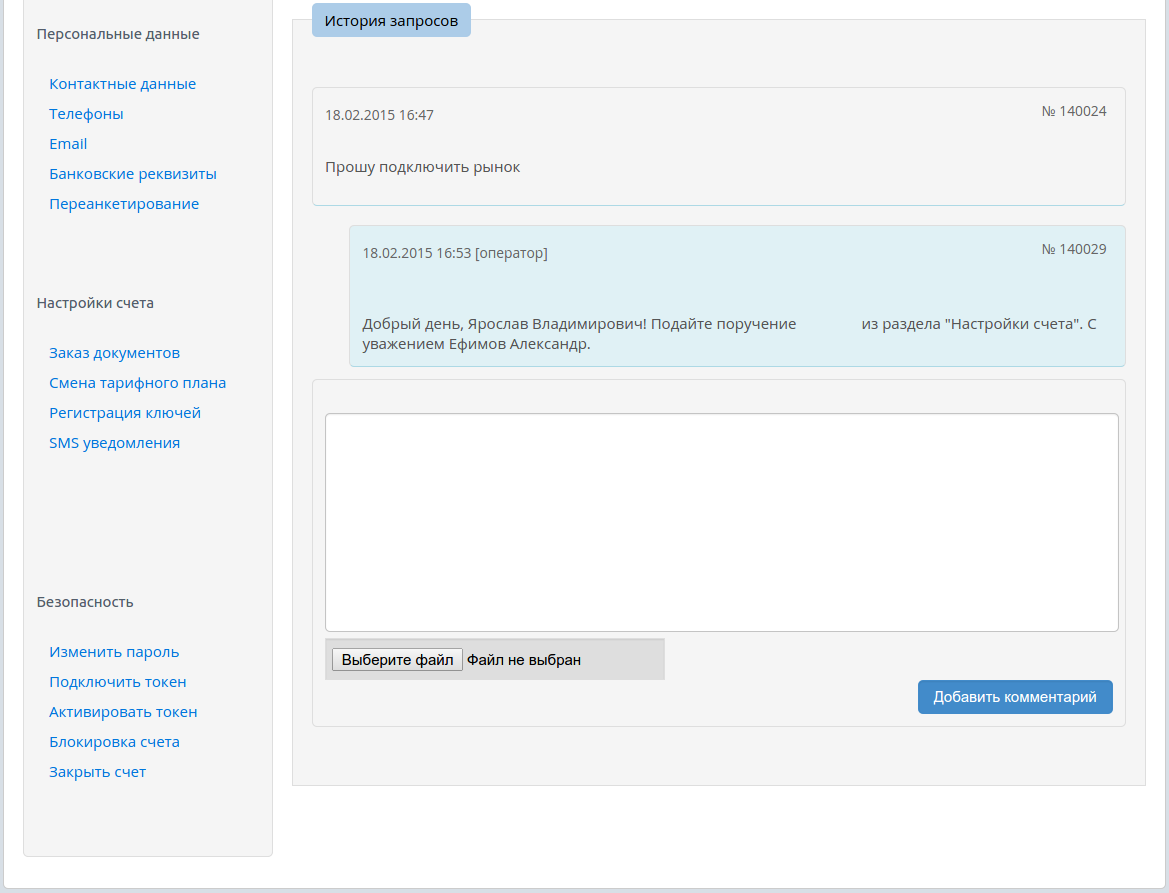 Персональные данные
Контактные данные
Телефоны
Email
Банковские реквизиты
Переанкетирование
Настройки счета
Заказ документов
Смена тарифного плана
Регистрация ключей
SMS уведомления
Безопасность
Изменить пароль
Подключить токен
Активировать токен
Блокировка счета
Закрыть счет
История запросов
18.02.2015 16:47
№ 140024
Прошу подключить рынок
18.02.2015 16:53 [оператор]
№ 140029
Добрый день, Ярослав Владимирович! Подайте поручение из раздела "Настройки счета". С
уважением Ефимов Александр.
Выберите файл Файл не выбран
Добавить комментарий